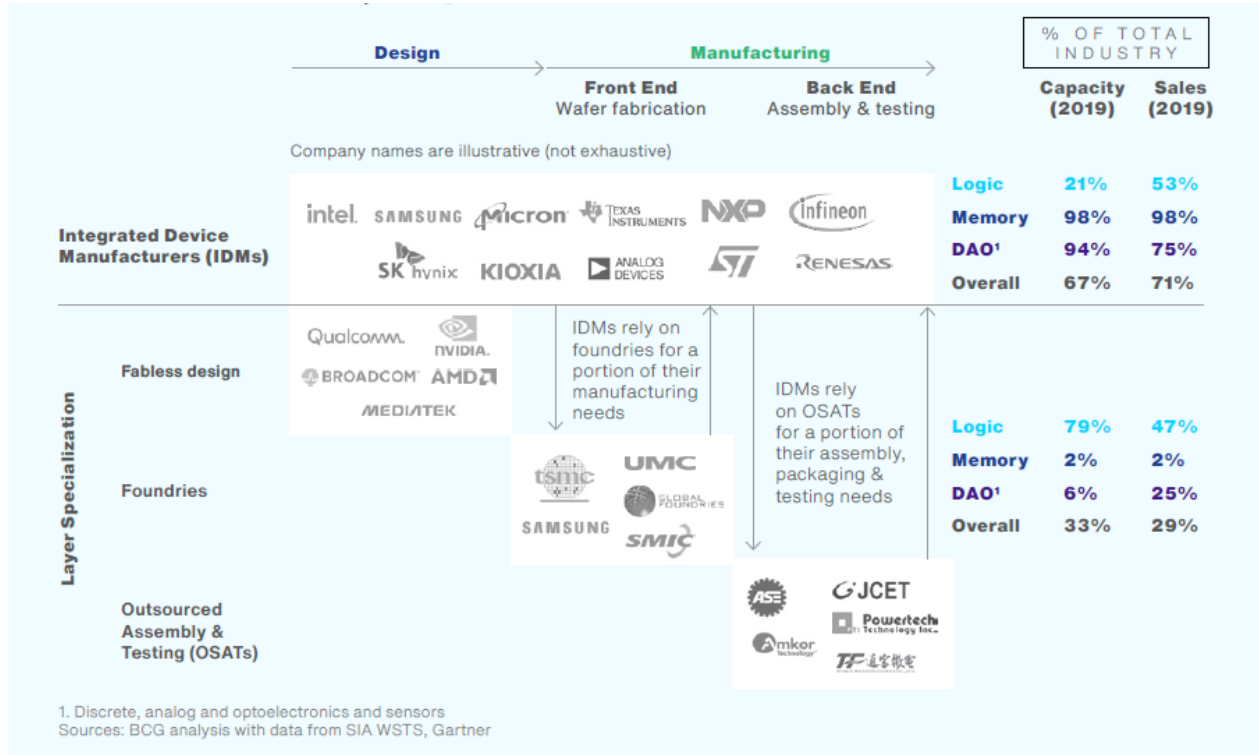 % OF TOTAL
INDUSTRY
Design
Manufacturing
Front End
Wafer fabrication
Back End
Assembly & testing
Capacity
(2019)
Sales
(2019)
Company names are illustrative (not exhaustive)
Integrated Device
Manufacturers (IDMs)
intel. SAMSUNG Micron TEXAS INSTRUMENTS NXP infineon
SK hynix KIOXIA ANALOG DEVICES ST RENESAS
Logic 21% 53%
Memory 98% 98%
DAO¹ 94% 75%
Overall 67% 71%
Layer Specialization
Fabless design
Qualcomm nVIDIA.
BROADCOM AMD
MEDIATEK
IDMs rely on
foundries for a
portion of their
manufacturing
needs
IDMs rely
on OSATs
for a portion of
their assembly,
packaging &
testing needs
Foundries
tsmc UMC
GLOBAL FOUNDRIES
SAMSUNG SMIC
Logic 79% 47%
Memory 2% 2%
DAO¹ 6% 25%
Overall 33% 29%
Outsourced
Assembly &
Testing (OSATs)
ASE JCET
Powertech
Technology Inc.
Amkor
Technology
TF
1. Discrete, analog and optoelectronics and sensors
Sources: BCG analysis with data from SIA WSTS, Gartner